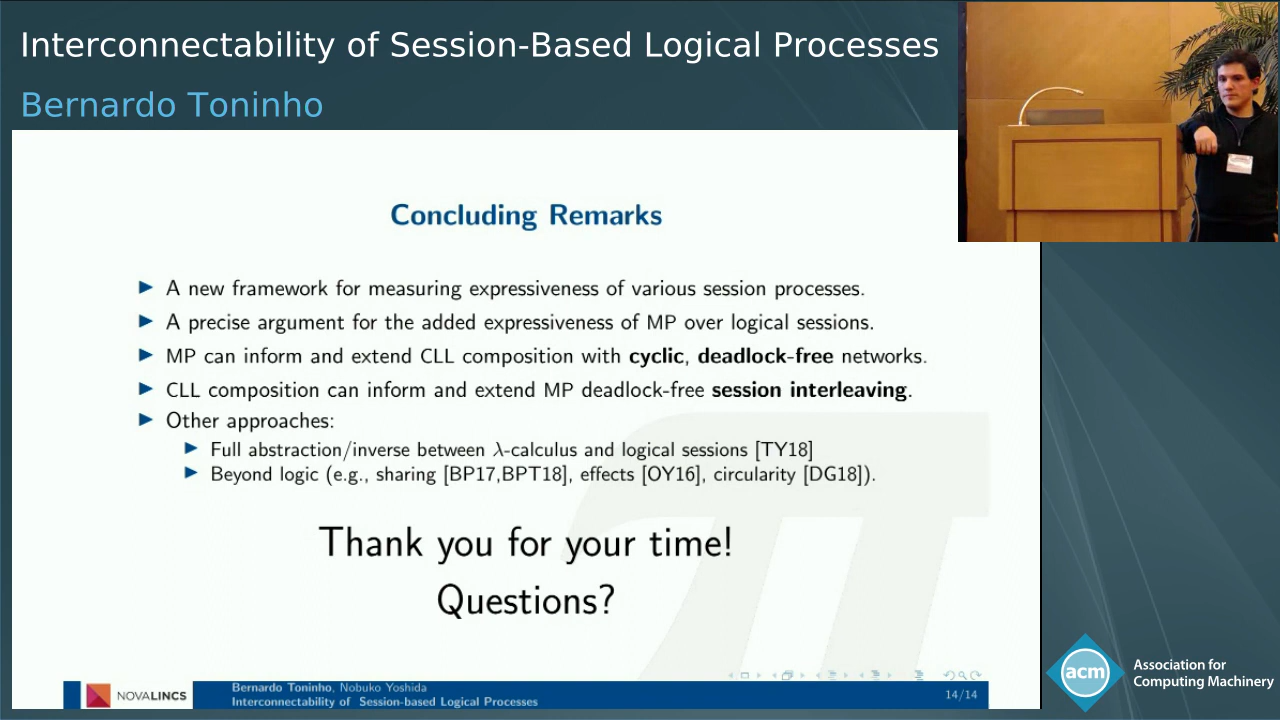 Interconnectability of Session-Based Logical Processes
Bernardo Toninho
Concluding Remarks
▶ A new framework for measuring expressiveness of various session processes.
▶ A precise argument for the added expressiveness of MP over logical sessions.
▶ MP can inform and extend CLL composition with cyclic, deadlock-free networks.
▶ CLL composition can inform and extend MP deadlock-free session interleaving.
▶ Other approaches:
▶ Full abstraction/inverse between λ-calculus and logical sessions [TY18]
▶ Beyond logic (e.g., sharing [BP17,BPT18], effects [OY16], circularity [DG18]).
Thank you for your time!
Questions?
NOVALINCS
Bernardo Toninho, Nobuko Yoshida
Interconnectability of Session-based Logical Processes
14/14
acm
Association for
Computing Machinery